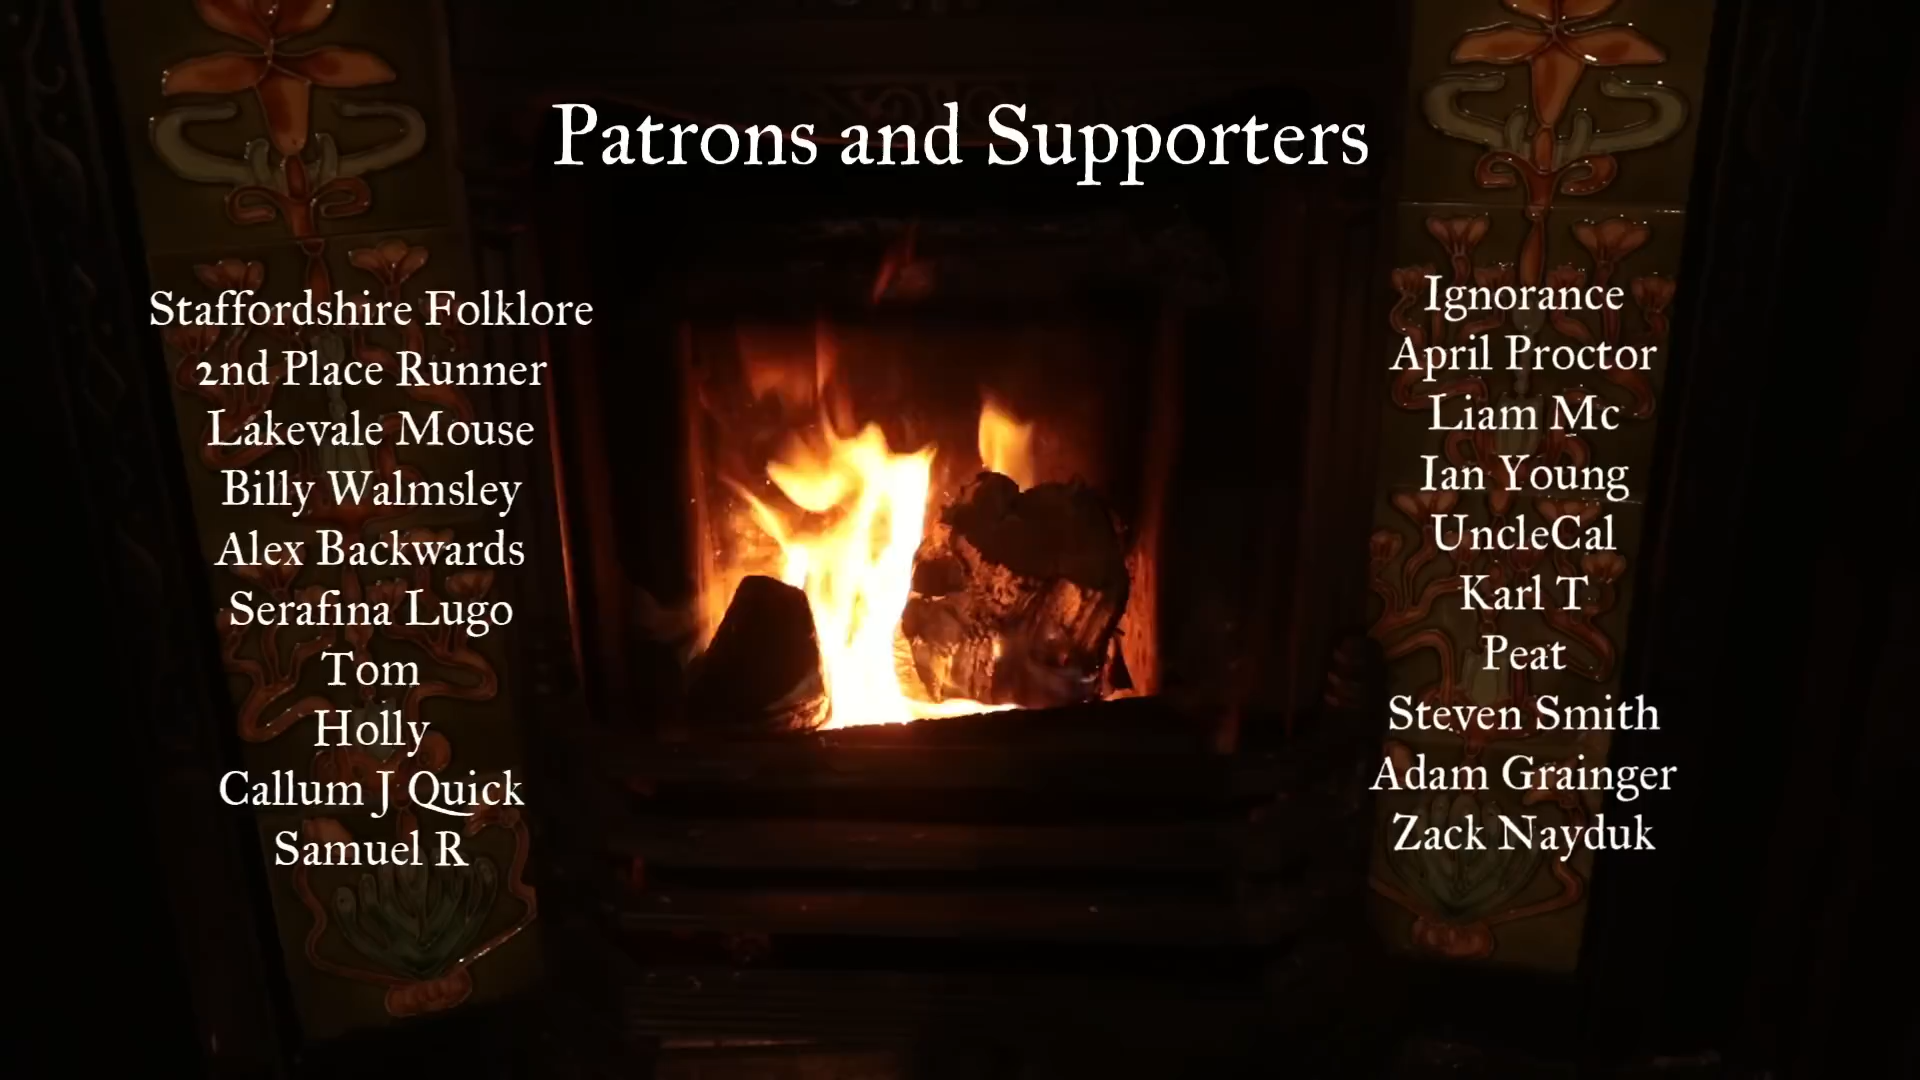 Patrons and Supporters
Staffordshire Folklore
2nd Place Runner
Lakevale Mouse
Billy Walmsley
Alex Backwards
Serafina Lugo
Tom
Holly
Callum J Quick
Samuel R
Ignorance
April Proctor
Liam Mc
Ian Young
UncleCal
Karl T
Peat
Steven Smith
Adam Grainger
Zack Nayduk